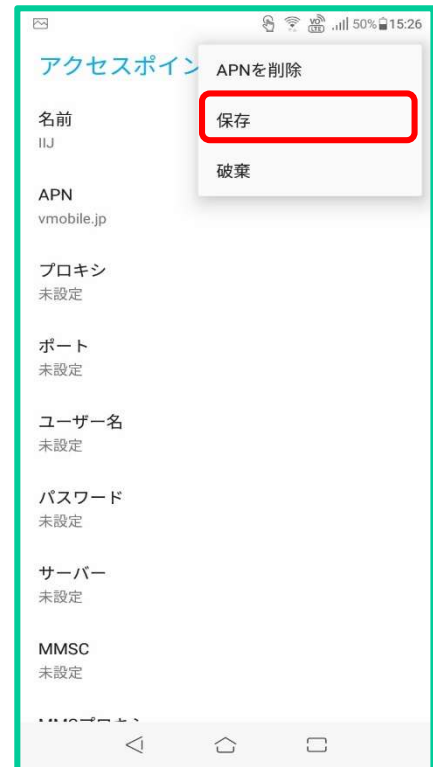 50% 15:26
アクセスポイン
APNを削除
保存
破棄
名前
IIJ
APN
vmobile.jp
プロキシ
未設定
ポート
未設定
ユーザー名
未設定
パスワード
未設定
サーバー
未設定
MMSC
未設定